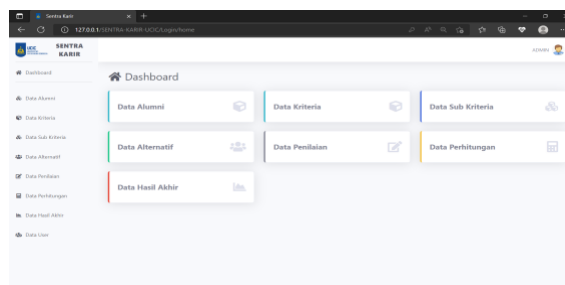 Sentra Karir
127.0.0.1/SENTRA-KARIR-UCIC/Login/home
UCIC
SENTRA
KARIR
ADMIN
Dashboard
Dashboard
Data Alumni
Data Kriteria
Data Sub Kriteria
Data Alternatif
Data Penilaian
Data Perhitungan
Data Hasil Akhir
Data User
Data Alumni
Data Kriteria
Data Sub Kriteria
Data Alternatif
Data Penilaian
Data Perhitungan
Data Hasil Akhir